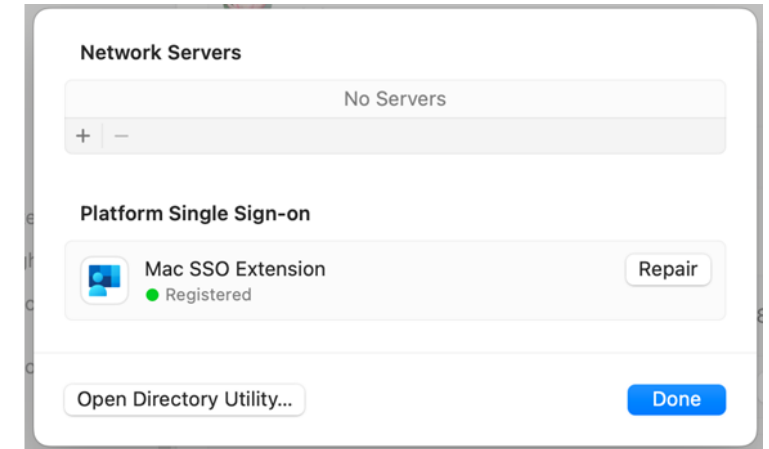 Network Servers
No Servers
+ −
Platform Single Sign-on
Mac SSO Extension
Repair
Registered
Open Directory Utility...
Done